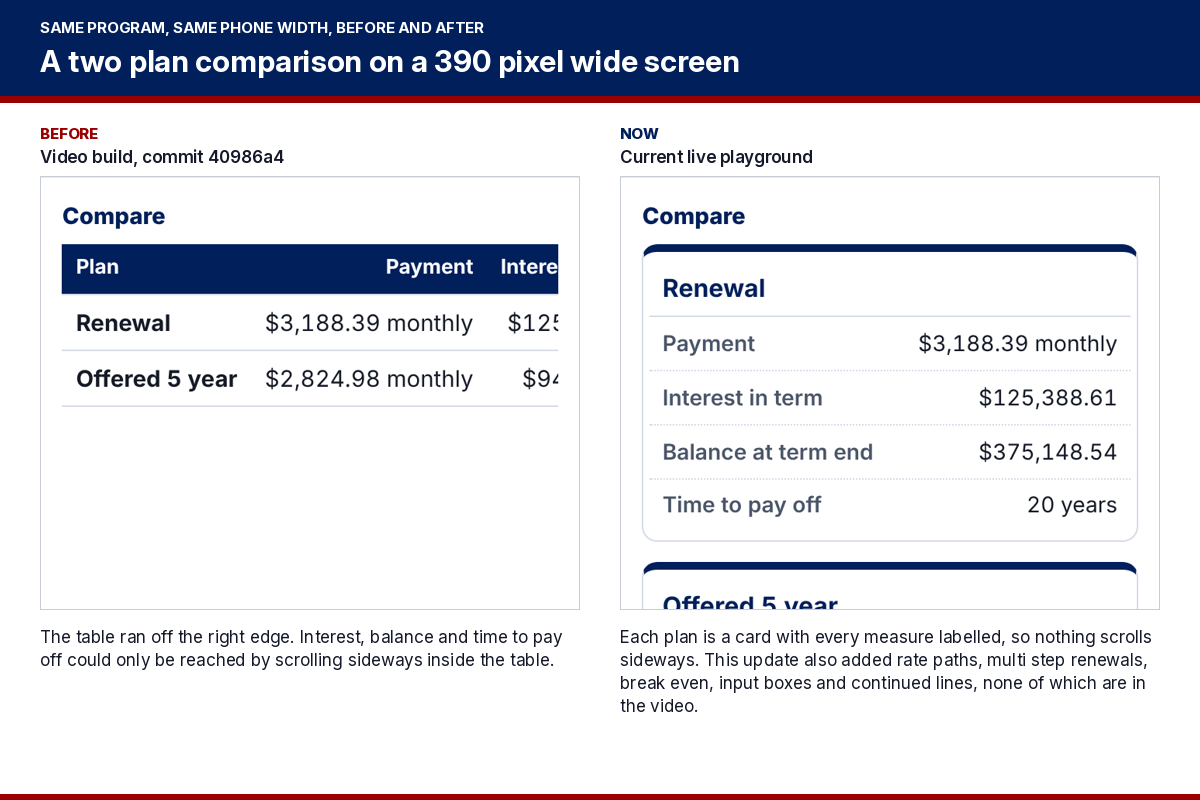 SAME PROGRAM, SAME PHONE WIDTH, BEFORE AND AFTER
A two plan comparison on a 390 pixel wide screen
BEFORE
Video build, commit 40986a4
Compare
Plan Payment Intere
Renewal $3,188.39 monthly $125
Offered 5 year $2,824.98 monthly $94
The table ran off the right edge. Interest, balance and time to pay
off could only be reached by scrolling sideways inside the table.
NOW
Current live playground
Compare
Renewal
Payment $3,188.39 monthly
Interest in term $125,388.61
Balance at term end $375,148.54
Time to pay off 20 years
Offered 5 year
Each plan is a card with every measure labelled, so nothing scrolls
sideways. This update also added rate paths, multi step renewals,
break even, input boxes and continued lines, none of which are in
the video.